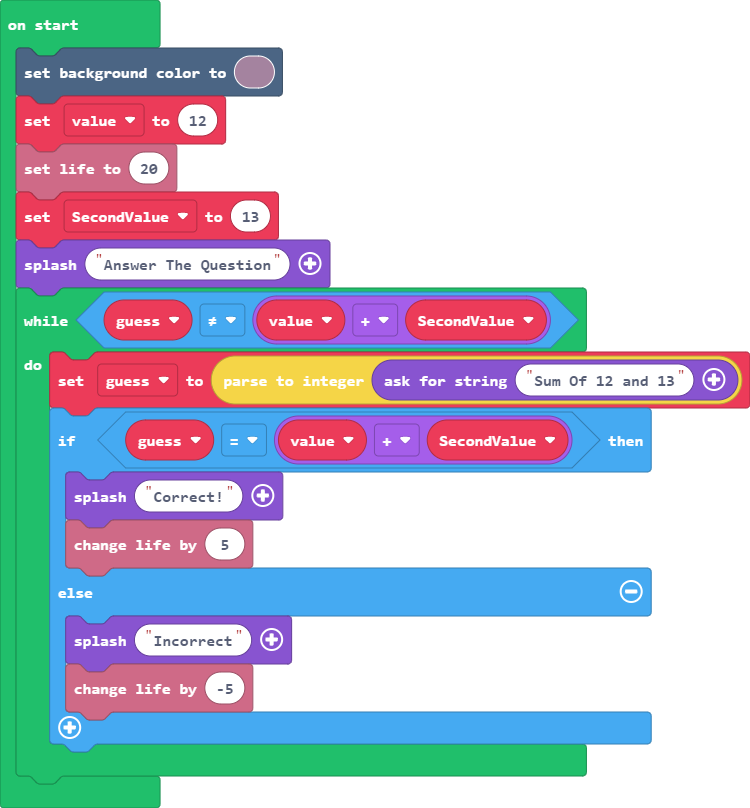 on start
set background color to
set value to 12
set life to 20
set SecondValue to 13
splash "Answer The Question"
while guess ≠ value + SecondValue
do
set guess to parse to integer ask for string "Sum Of 12 and 13"
if guess = value + SecondValue then
splash "Correct!"
change life by 5
else
splash "Incorrect"
change life by -5